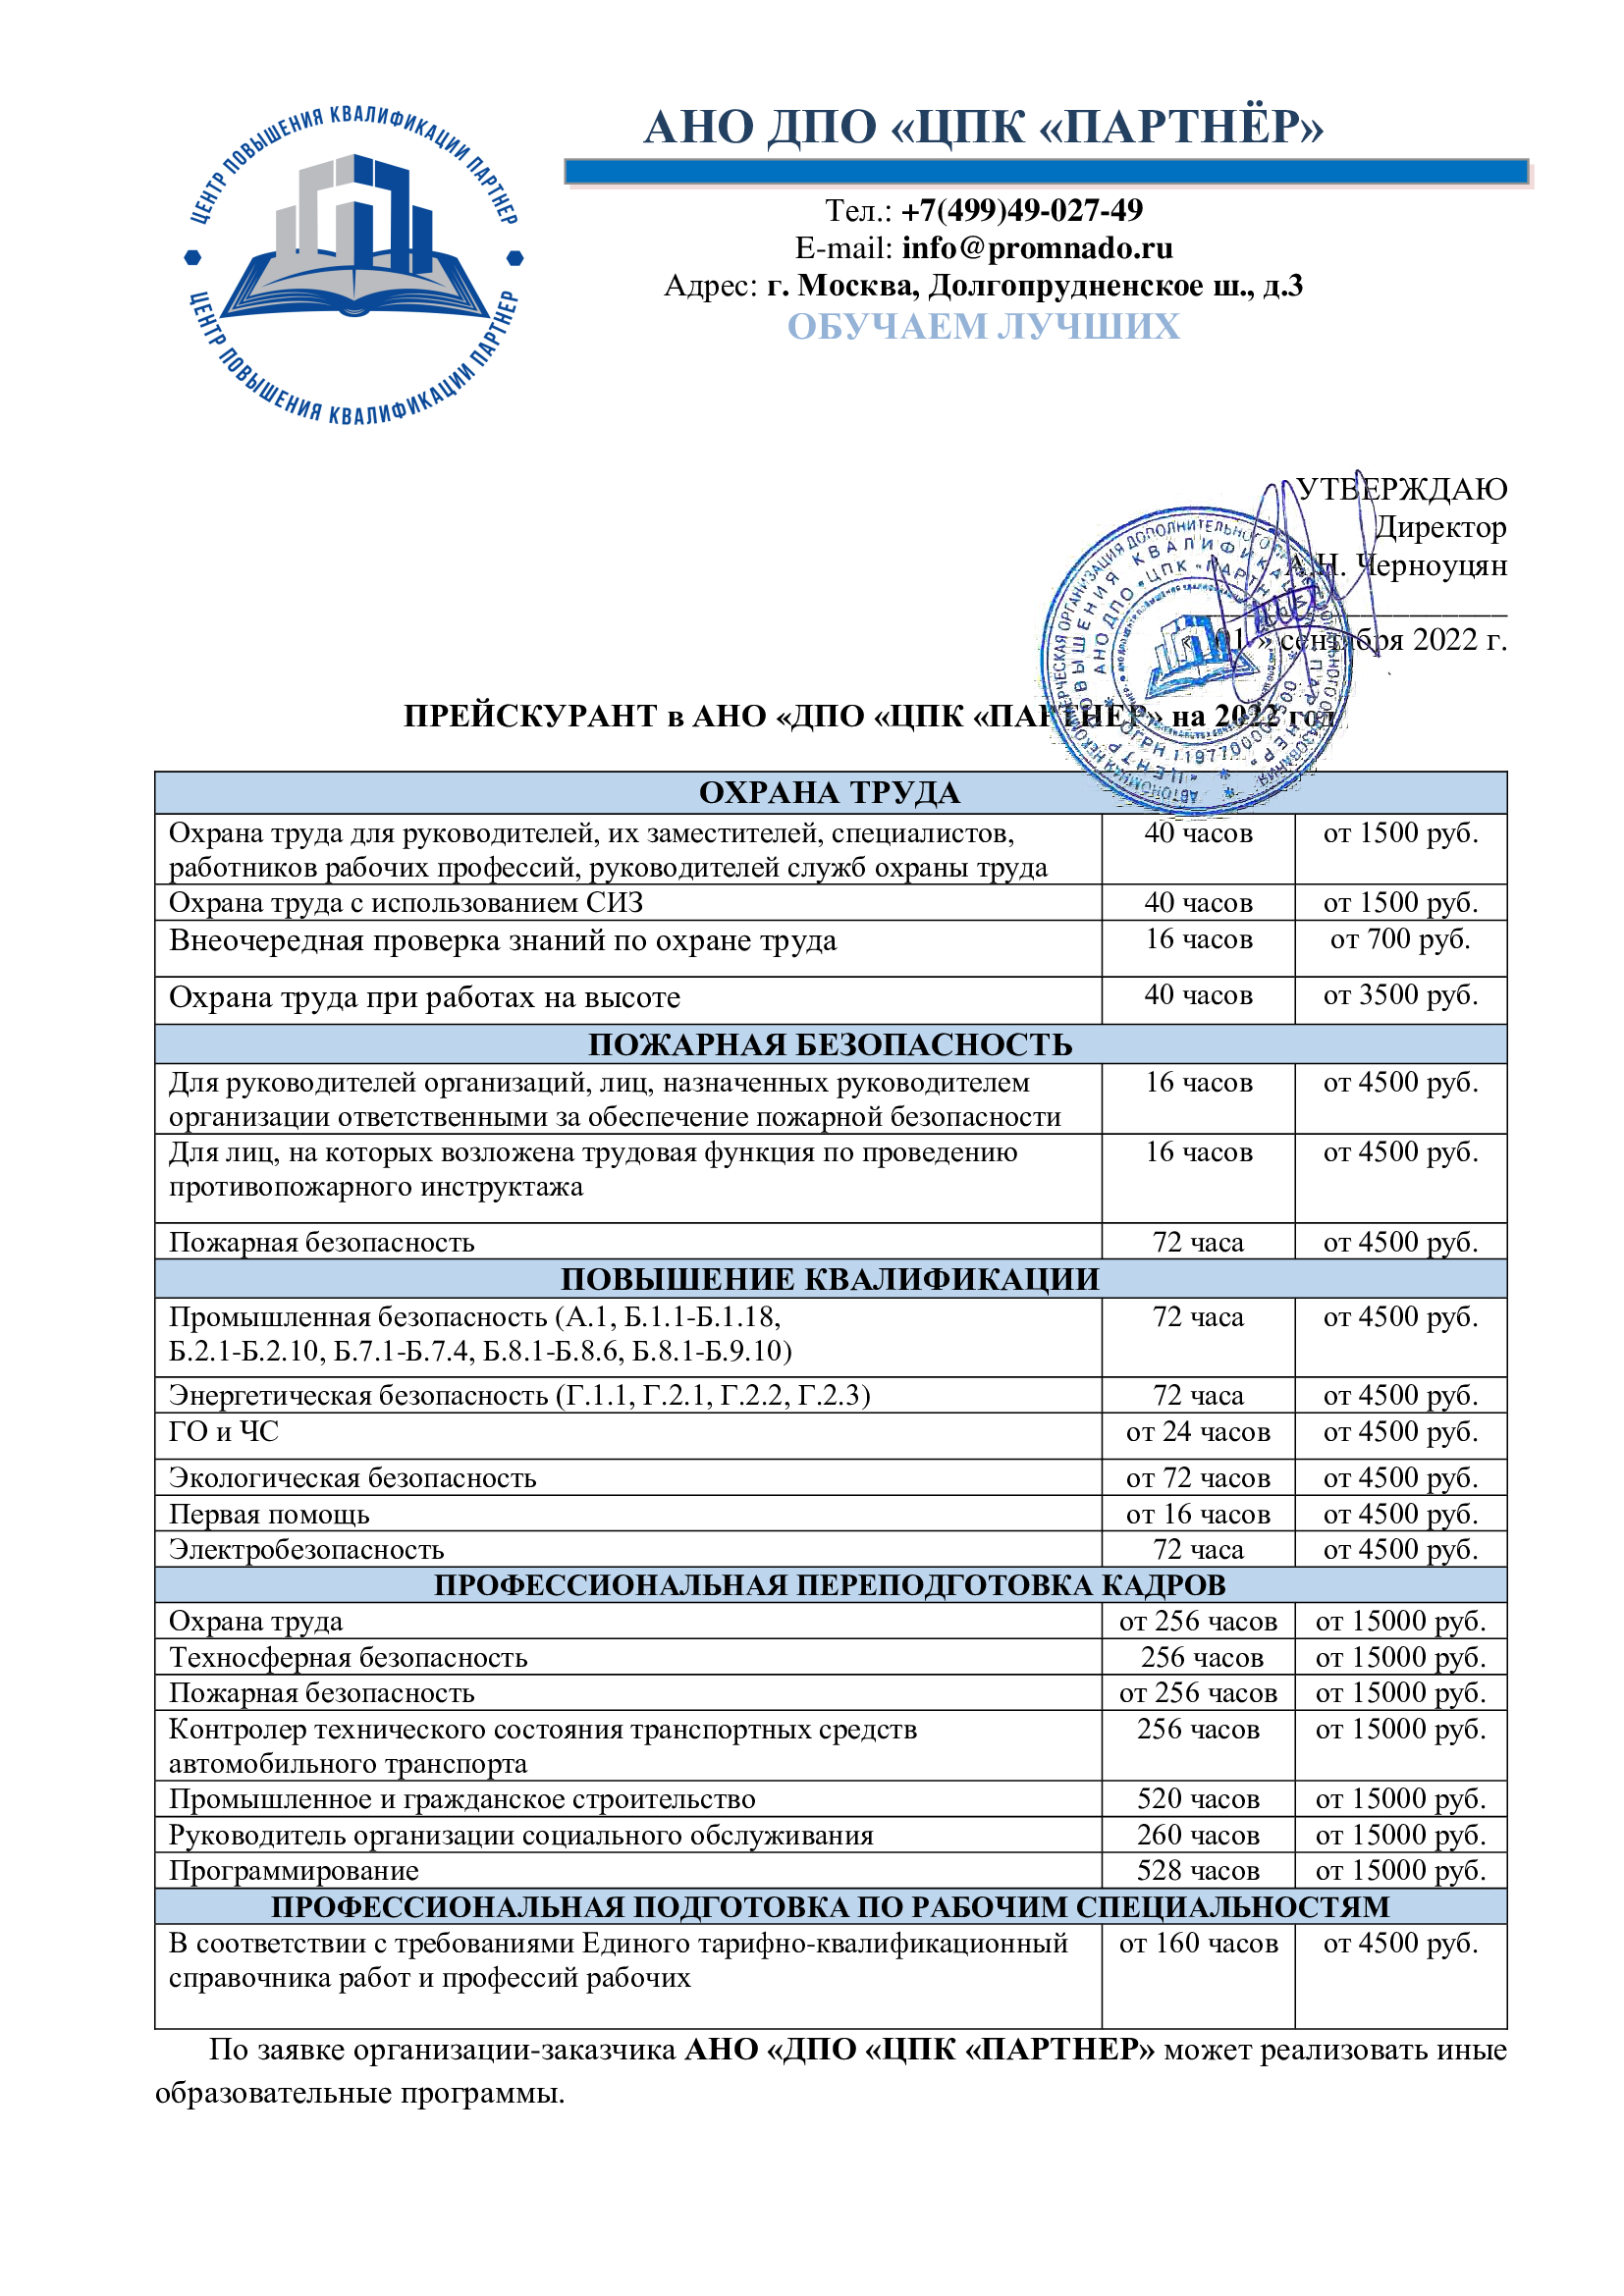 ЦЕНТР ПОВЫШЕНИЯ КВАЛИФИКАЦИИ ПАРТНЕР
ЦЕНТР ПОВЫШЕНИЯ КВАЛИФИКАЦИИ ПАРТНЕР
АНО ДПО «ЦПК «ПАРТНЁР»
Тел.: +7(499)49-027-49
E-mail: info@promnado.ru
Адрес: г. Москва, Долгопрудненское ш., д.3
ОБУЧАЕМ ЛУЧШИХ
УТВЕРЖДАЮ
Директор
А.Н. Черноуцян
« 01 » сентября 2022 г.
ПРЕЙСКУРАНТ в АНО «ДПО «ЦПК «ПАРТНЕР» на 2022 год
ОХРАНА ТРУДА
Охрана труда для руководителей, их заместителей, специалистов, 40 часов от 1500 руб.
работников рабочих профессий, руководителей служб охраны труда
Охрана труда с использованием СИЗ 40 часов от 1500 руб.
Внеочередная проверка знаний по охране труда 16 часов от 700 руб.
Охрана труда при работах на высоте 40 часов от 3500 руб.
ПОЖАРНАЯ БЕЗОПАСНОСТЬ
Для руководителей организаций, лиц, назначенных руководителем 16 часов от 4500 руб.
организации ответственными за обеспечение пожарной безопасности
Для лиц, на которых возложена трудовая функция по проведению 16 часов от 4500 руб.
противопожарного инструктажа
Пожарная безопасность 72 часа от 4500 руб.
ПОВЫШЕНИЕ КВАЛИФИКАЦИИ
Промышленная безопасность (А.1, Б.1.1-Б.1.18, 72 часа от 4500 руб.
Б.2.1-Б.2.10, Б.7.1-Б.7.4, Б.8.1-Б.8.6, Б.8.1-Б.9.10)
Энергетическая безопасность (Г.1.1, Г.2.1, Г.2.2, Г.2.3) 72 часа от 4500 руб.
ГО и ЧС от 24 часов от 4500 руб.
Экологическая безопасность от 72 часов от 4500 руб.
Первая помощь от 16 часов от 4500 руб.
Электробезопасность 72 часа от 4500 руб.
ПРОФЕССИОНАЛЬНАЯ ПЕРЕПОДГОТОВКА КАДРОВ
Охрана труда от 256 часов от 15000 руб.
Техносферная безопасность 256 часов от 15000 руб.
Пожарная безопасность от 256 часов от 15000 руб.
Контролер технического состояния транспортных средств 256 часов от 15000 руб.
автомобильного транспорта
Промышленное и гражданское строительство 520 часов от 15000 руб.
Руководитель организации социального обслуживания 260 часов от 15000 руб.
Программирование 528 часов от 15000 руб.
ПРОФЕССИОНАЛЬНАЯ ПОДГОТОВКА ПО РАБОЧИМ СПЕЦИАЛЬНОСТЯМ
В соответствии с требованиями Единого тарифно-квалификационный от 160 часов от 4500 руб.
справочника работ и профессий рабочих
По заявке организации-заказчика АНО «ДПО «ЦПК «ПАРТНЕР» может реализовать иные
образовательные программы.